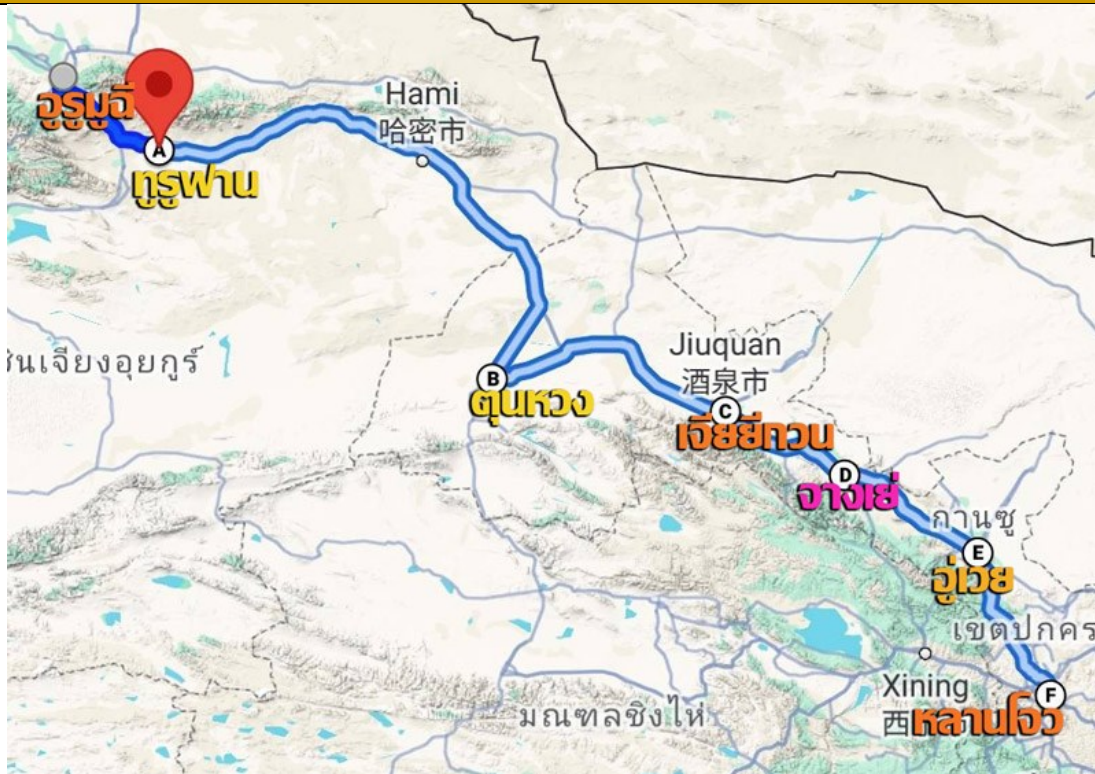 Hami
哈密市
อูรูมูฉี
A
ทูรูฟาน
Jiuquan
酒泉市
ซินเจียงอุยกูร์
B
ตุนหวง
C
เจียยี่กวน
D
จางเย่
กานซู
E
อู่เวย
เขตปกคร
Xining
西
F
หลานโจว
มณฑลชิงไห่